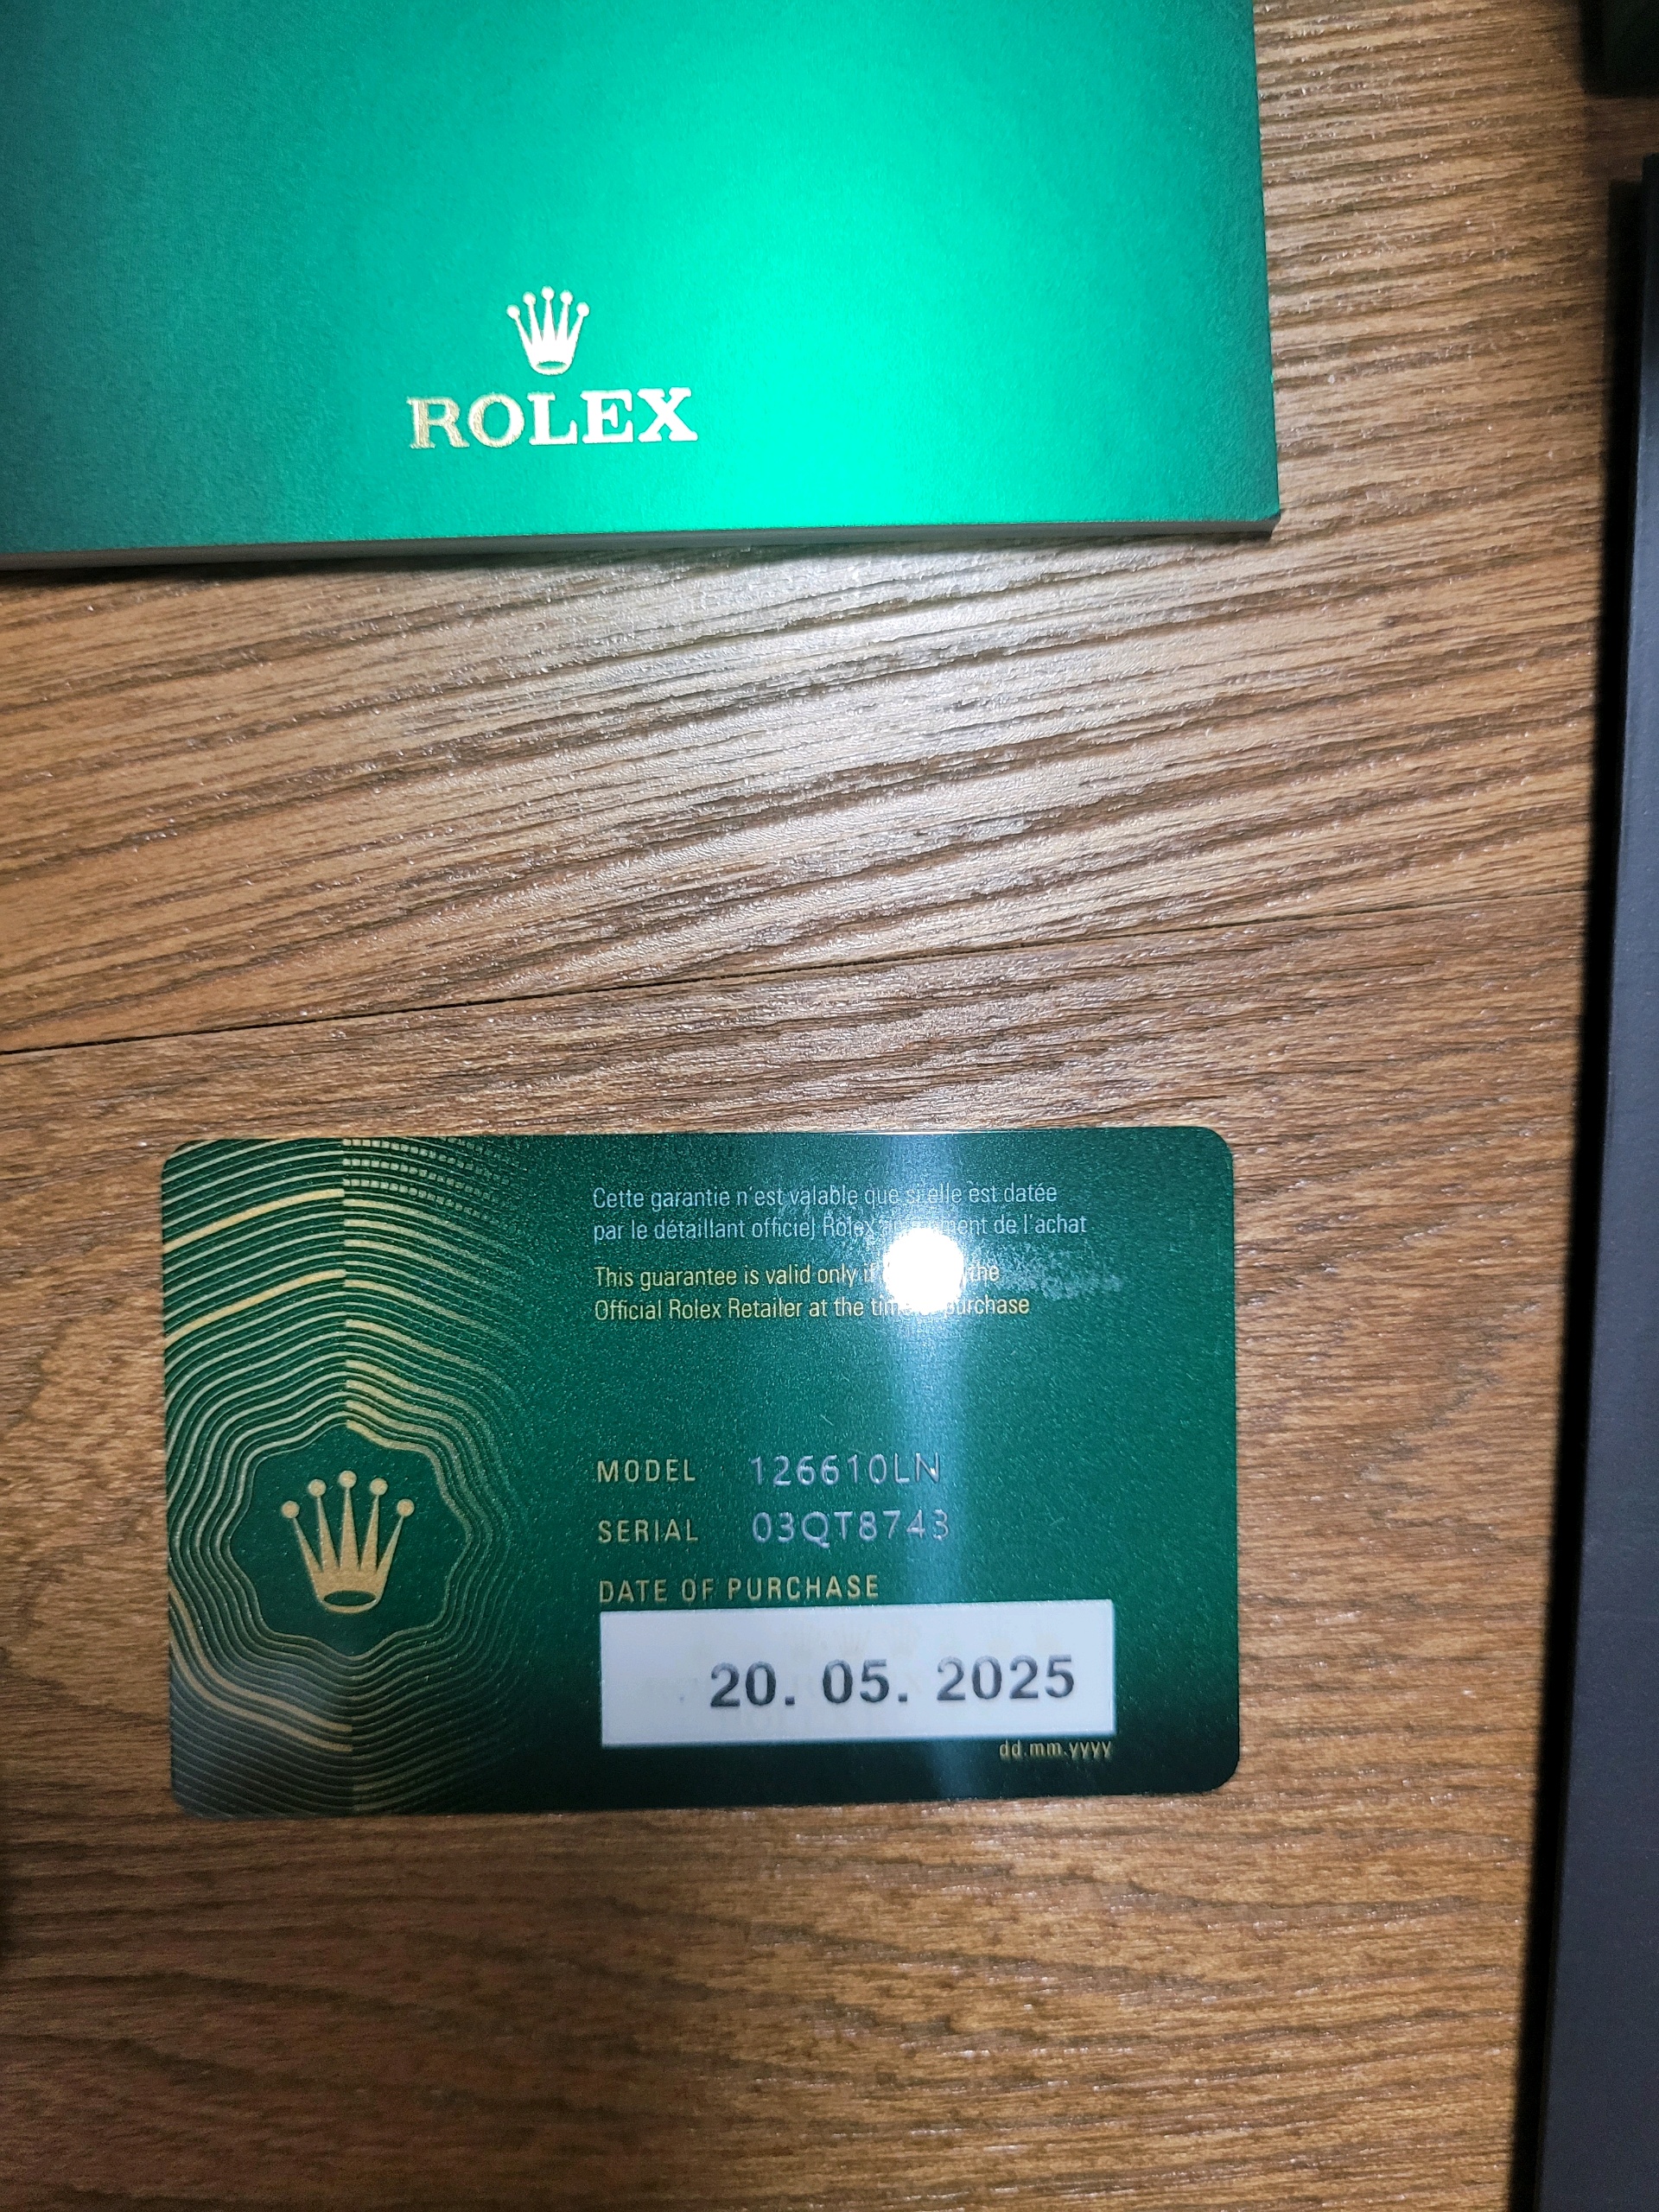 ROLEX
Cette garantie n'est valable que si elle est datée
par le détaillant officiel Rolex de l'achat
This guarantee is valid only if the
Official Rolex Retailer at the time purchase
MODEL 126610LN
SERIAL 03QT8743
DATE OF PURCHASE
20. 05. 2025
dd.mm.yyyy